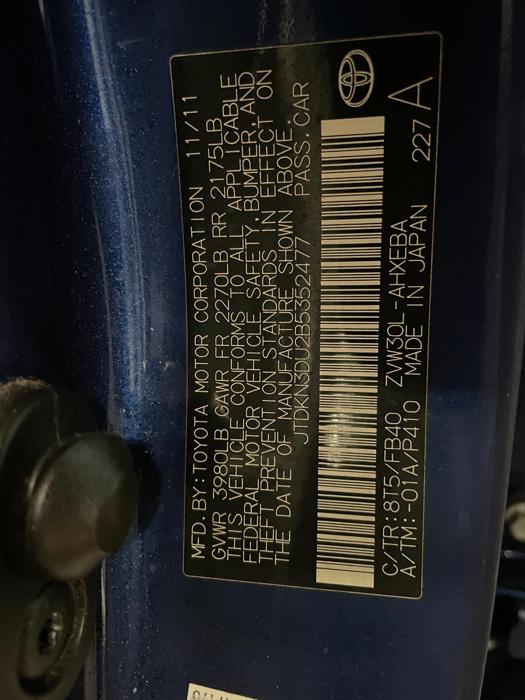 MFD. BY: TOYOTA MOTOR CORPORATION 11/11
GVWR 3980LB GAWR FR 2270LB RR 2175LB
THIS VEHICLE CONFORMS TO ALL APPLICABLE
FEDERAL MOTOR VEHICLE SAFETY, BUMPER, AND
THEFT PREVENTION STANDARDS IN EFFECT ON
THE DATE OF MANUFACTURE SHOWN ABOVE.
JTDKN3DU2B5352477 PASS. CAR
C/TR: 8T5/FB40 ZVW30L-AHXEBA
A/TM: -01A/P410 MADE IN JAPAN 227 A